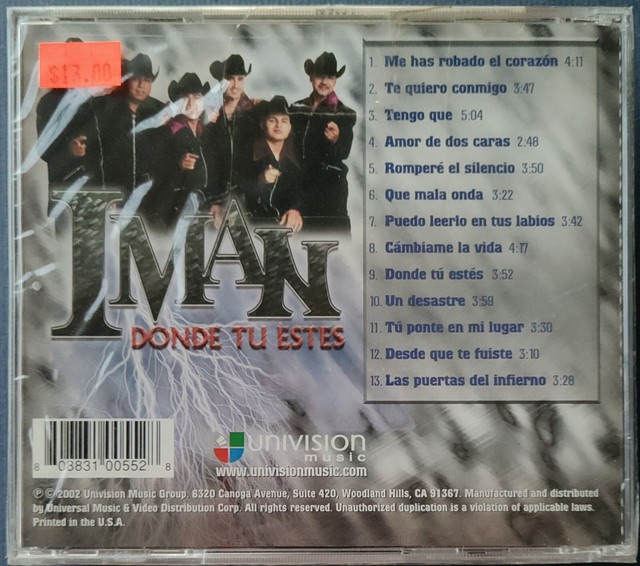 $13.00
IMAN
DONDE TU ESTES
1. Me has robado el corazón 4:11
2. Te quiero conmigo 3:47
3. Tengo que 5:04
4. Amor de dos caras 2:48
5. Romperé el silencio 3:50
6. Que mala onda 3:22
7. Puedo leerlo en tus labios 3:42
8. Cámbiame la vida 4:17
9. Donde tú estés 3:52
10. Un desastre 3:59
11. Tú ponte en mi lugar 3:30
12. Desde que te fuiste 3:10
13. Las puertas del infierno 3:28
8 03831 00552 8
univision
music
www.univisionmusic.com
℗ © 2002 Univision Music Group. 6320 Canoga Avenue, Suite 420, Woodland Hills, CA 91367. Manufactured and distributed
by Universal Music & Video Distribution Corp. All rights reserved. Unauthorized duplication is a violation of applicable laws.
Printed in the U.S.A.